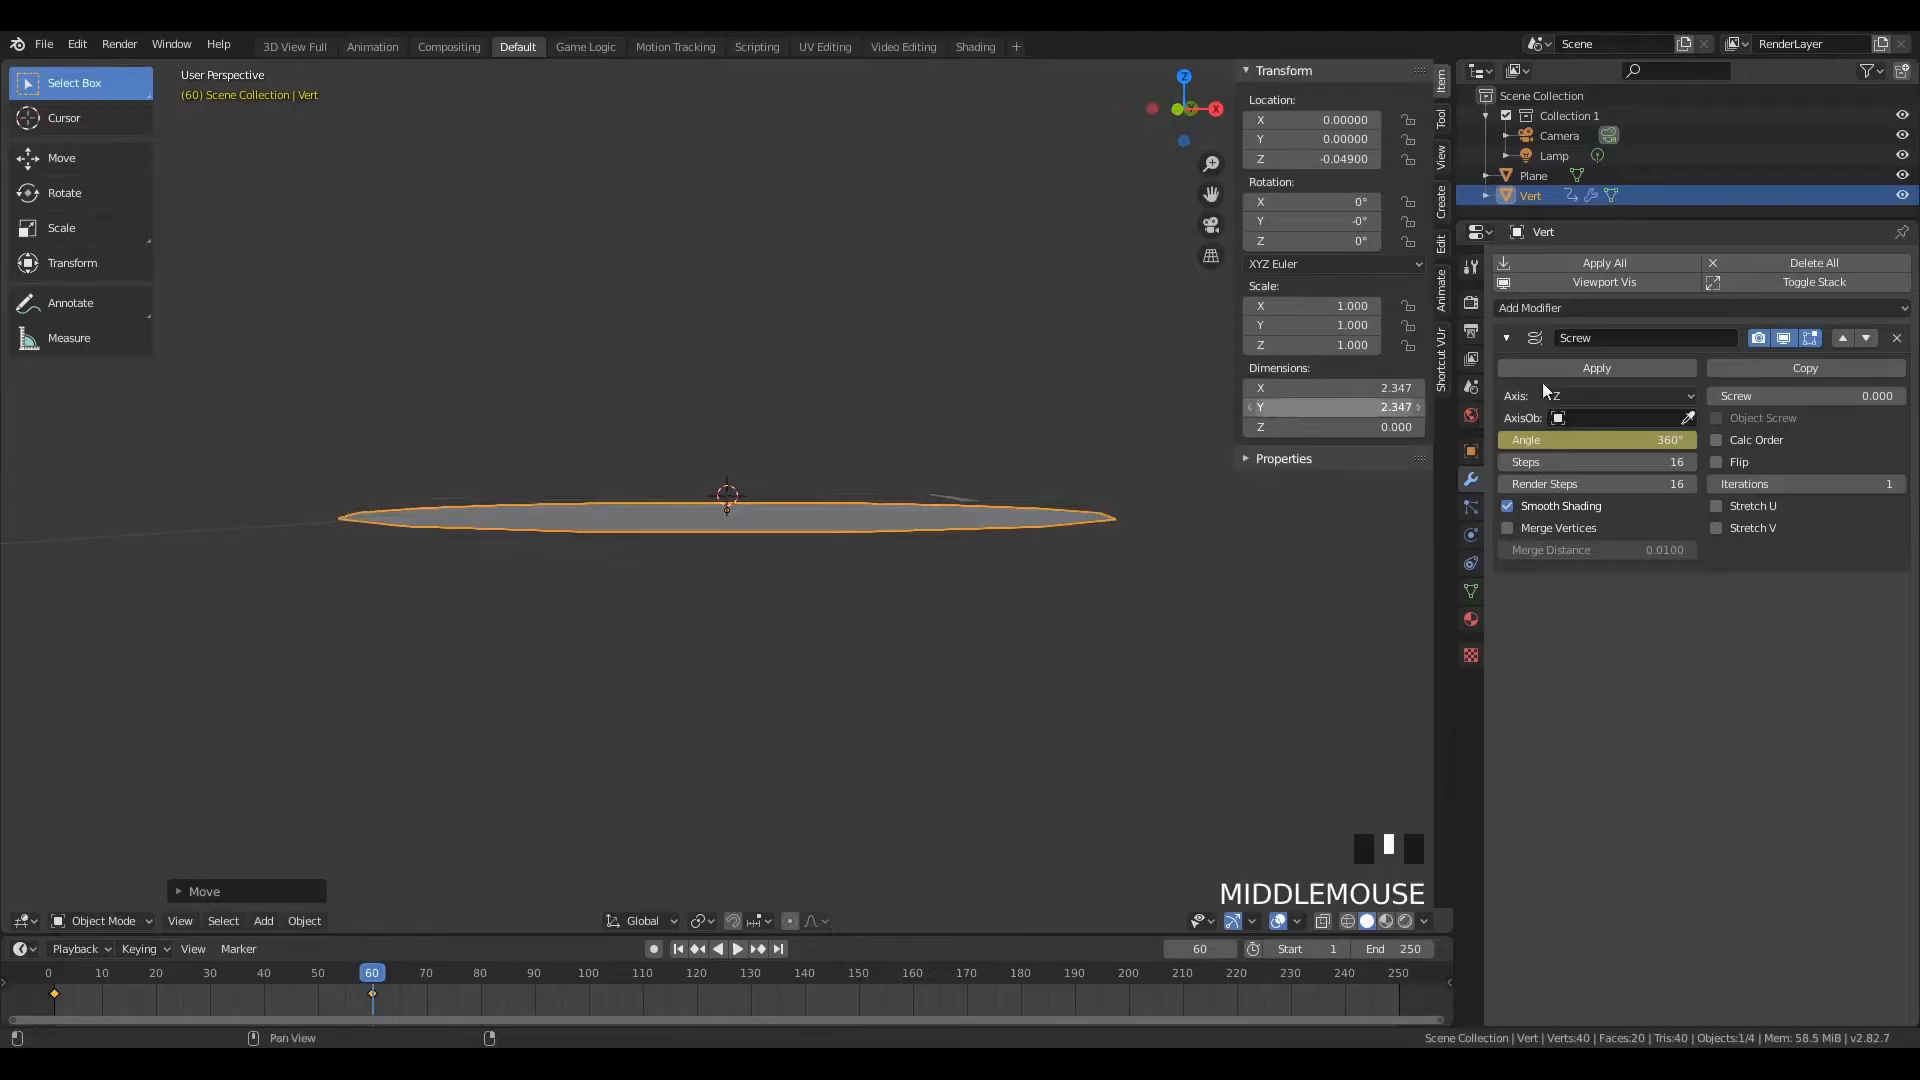 File Edit Render Window Help 3D View Full Animation Compositing Default Game Logic Motion Tracking Scripting UV Editing Video Editing Shading + Scene RenderLayer
Select Box
Cursor
Move
Rotate
Scale
Transform
Annotate
Measure
User Perspective
(60) Scene Collection | Vert
Z
X
Transform
Location:
X 0.00000
Y 0.00000
Z -0.04900
Rotation:
X 0°
Y -0°
Z 0°
XYZ Euler
Scale:
X 1.000
Y 1.000
Z 1.000
Dimensions:
X 2.347
Y 2.347
Z 0.000
Properties
Item
Tool
View
Create
Edit
Animate
Shortcut VUr
Scene Collection
Collection 1
Camera
Lamp
Plane
Vert
Vert
Apply All Delete All
Viewport Vis Toggle Stack
Add Modifier
Screw
Apply Copy
Axis: Z Screw 0.000
AxisOb: Object Screw
Angle 360° Calc Order
Steps 16 Flip
Render Steps 16 Iterations 1
Smooth Shading Stretch U
Merge Vertices Stretch V
Merge Distance 0.0100
MIDDLEMOUSE
Move
Object Mode View Select Add Object Global
Playback Keying View Marker 60 Start 1 End 250
0 10 20 30 40 50 60 70 80 90 100 110 120 130 140 150 160 170 180 190 200 210 220 230 240 250
Pan View Scene Collection | Vert | Verts:40 | Faces:20 | Tris:40 | Objects:1/4 | Mem: 58.5 MiB | v2.82.7